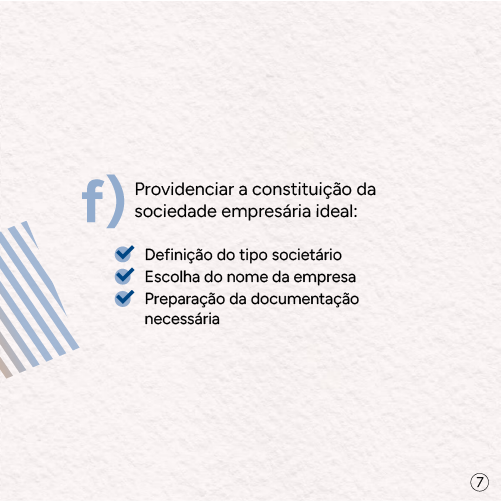 f) Providenciar a constituição da
sociedade empresária ideal:
Definição do tipo societário
Escolha do nome da empresa
Preparação da documentação
necessária
7